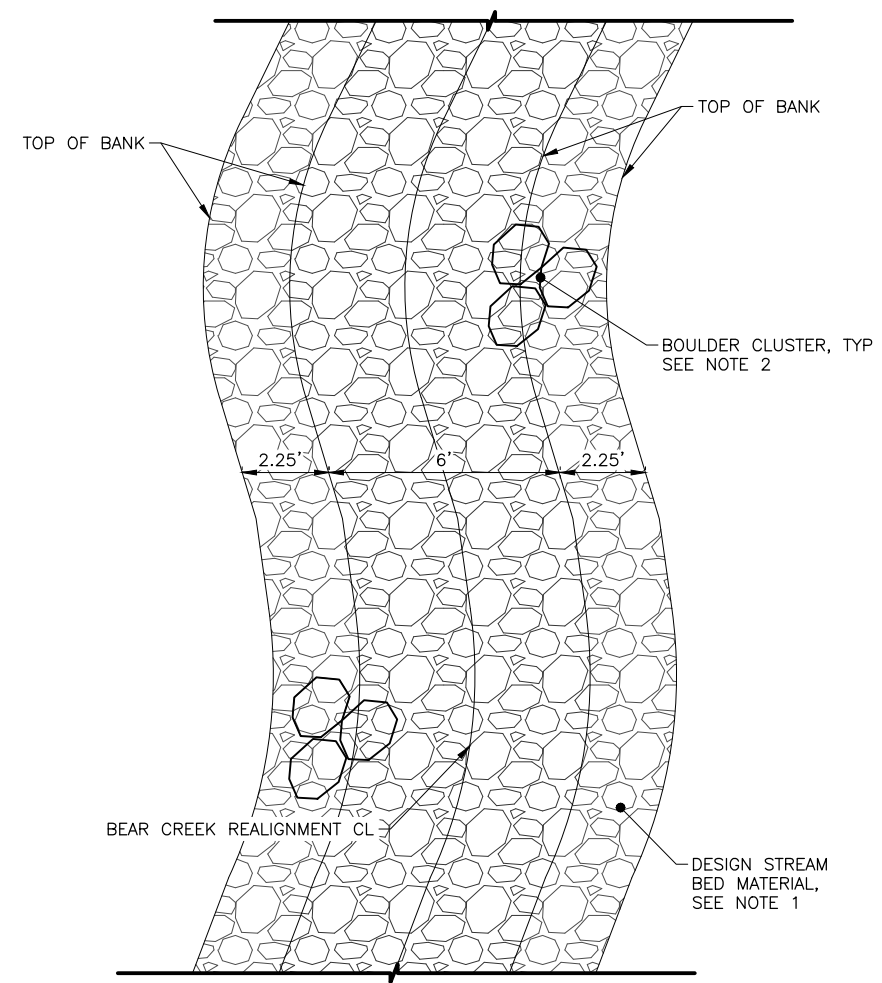 TOP OF BANK
TOP OF BANK
BOULDER CLUSTER, TYP
SEE NOTE 2
2.25'
6'
2.25'
BEAR CREEK REALIGNMENT CL
DESIGN STREAM
BED MATERIAL,
SEE NOTE 1